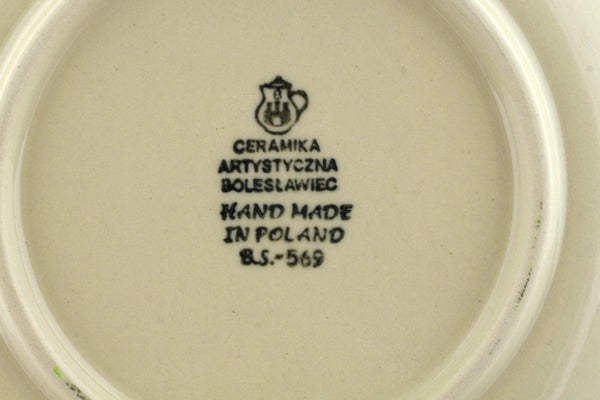 CERAMIKA
ARTYSTYCZNA
BOLESŁAWIEC
HAND MADE
IN POLAND
B.S.-569